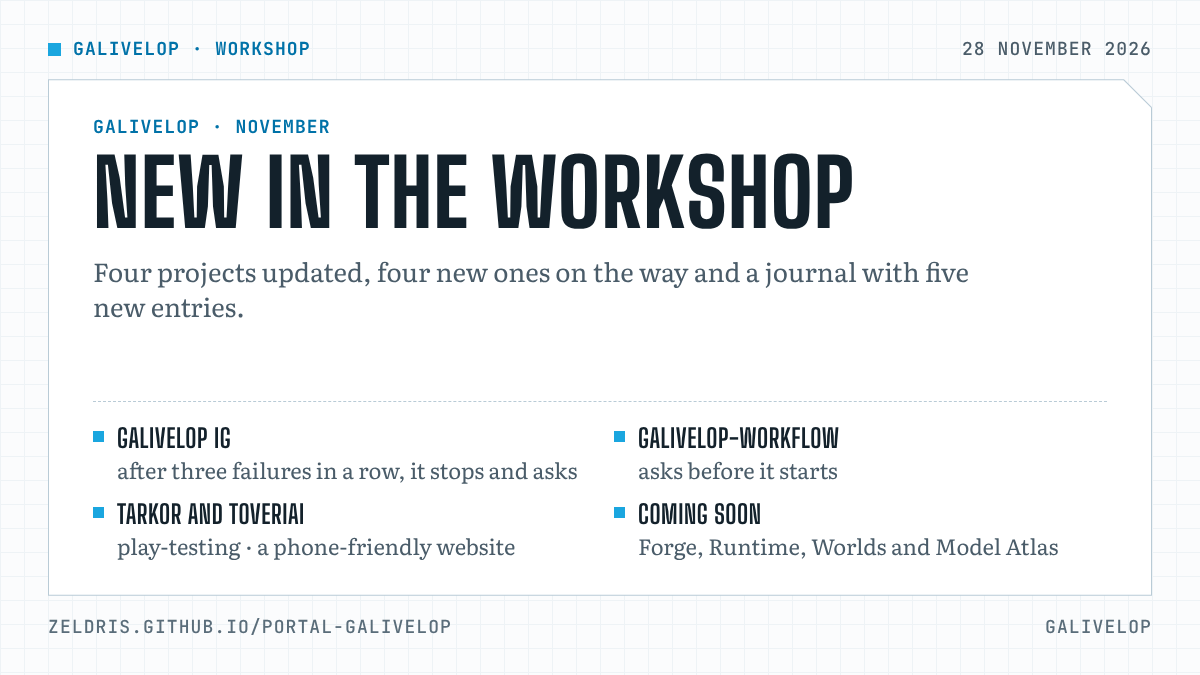 GALIVELOP · WORKSHOP
28 NOVEMBER 2026
GALIVELOP · NOVEMBER
NEW IN THE WORKSHOP
Four projects updated, four new ones on the way and a journal with five
new entries.
GALIVELOP IG
after three failures in a row, it stops and asks
GALIVELOP-WORKFLOW
asks before it starts
TARKOR AND TOVERIAI
play-testing · a phone-friendly website
COMING SOON
Forge, Runtime, Worlds and Model Atlas
ZELDRIS.GITHUB.IO/PORTAL-GALIVELOP
GALIVELOP